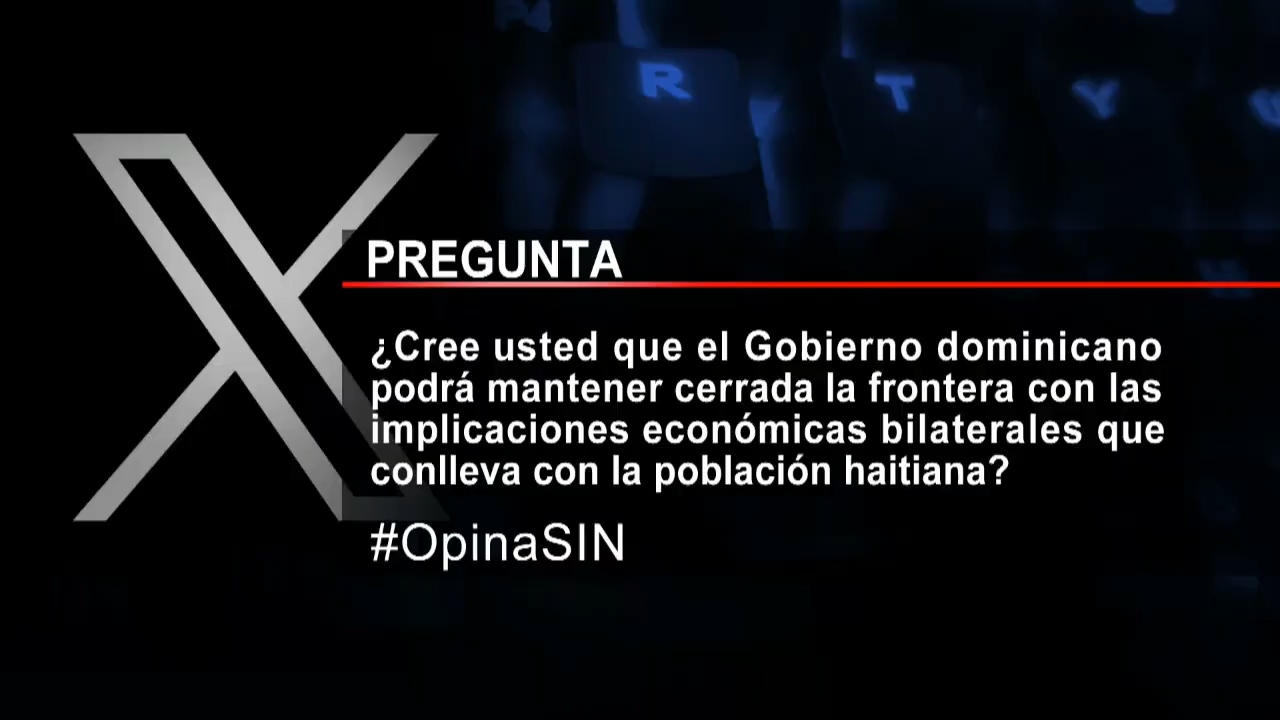 R T Y
PREGUNTA
¿Cree usted que el Gobierno dominicano
podrá mantener cerrada la frontera con las
implicaciones económicas bilaterales que
conlleva con la población haitiana?
#OpinaSIN